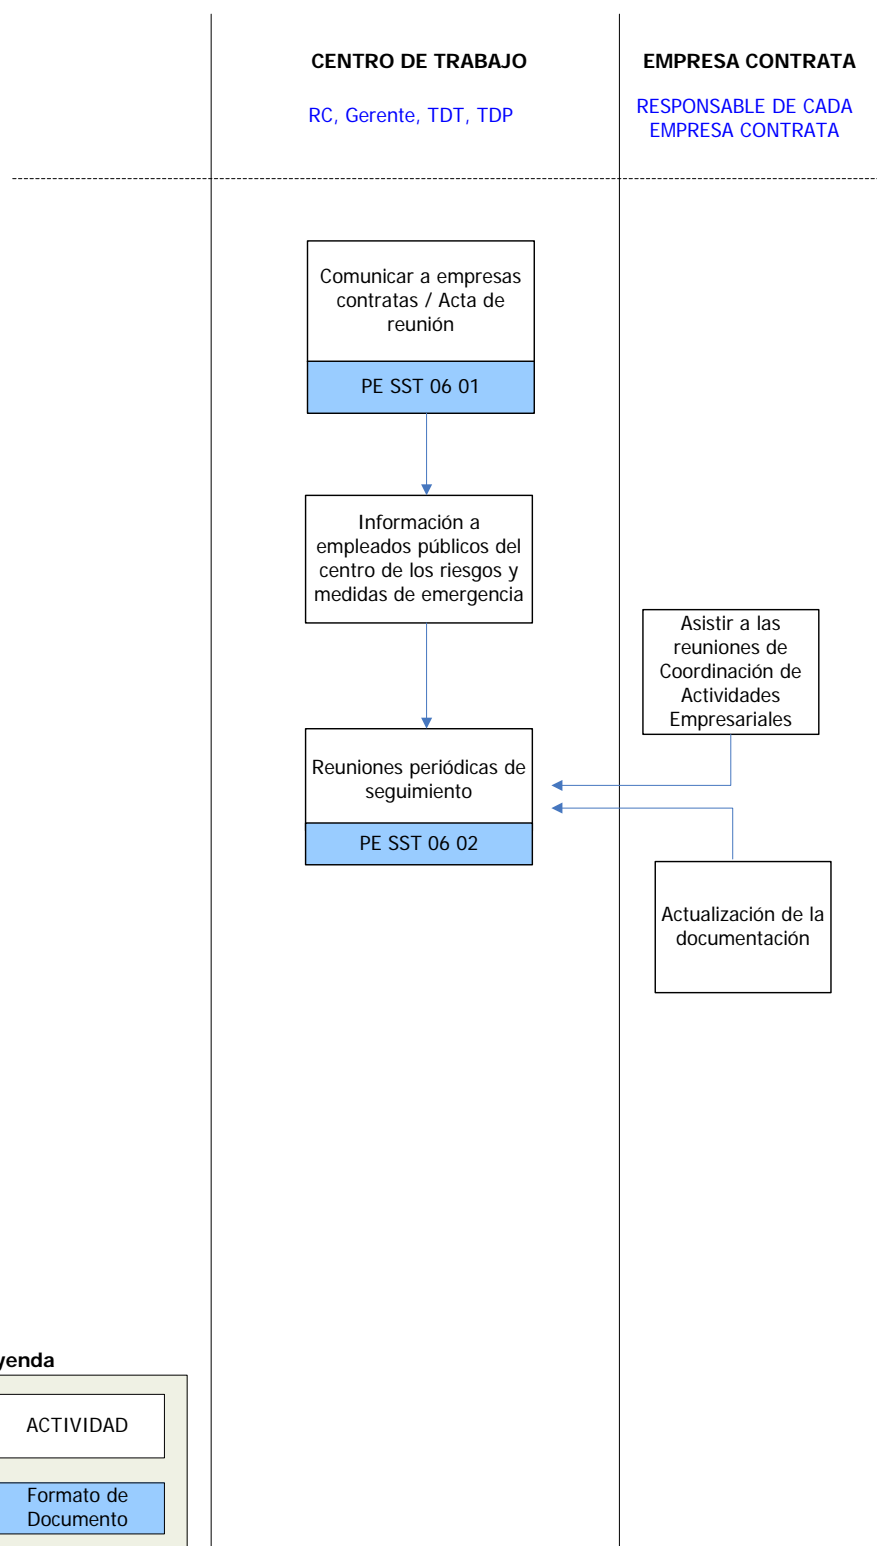 CENTRO DE TRABAJO
EMPRESA CONTRATA
RC, Gerente, TDT, TDP
RESPONSABLE DE CADA
EMPRESA CONTRATA
Comunicar a empresas
contratas / Acta de
reunión
PE SST 06 01
Información a
empleados públicos del
centro de los riesgos y
medidas de emergencia
Asistir a las
reuniones de
Coordinación de
Actividades
Empresariales
Reuniones periódicas de
seguimiento
PE SST 06 02
Actualización de la
documentación
yenda
ACTIVIDAD
Formato de
Documento